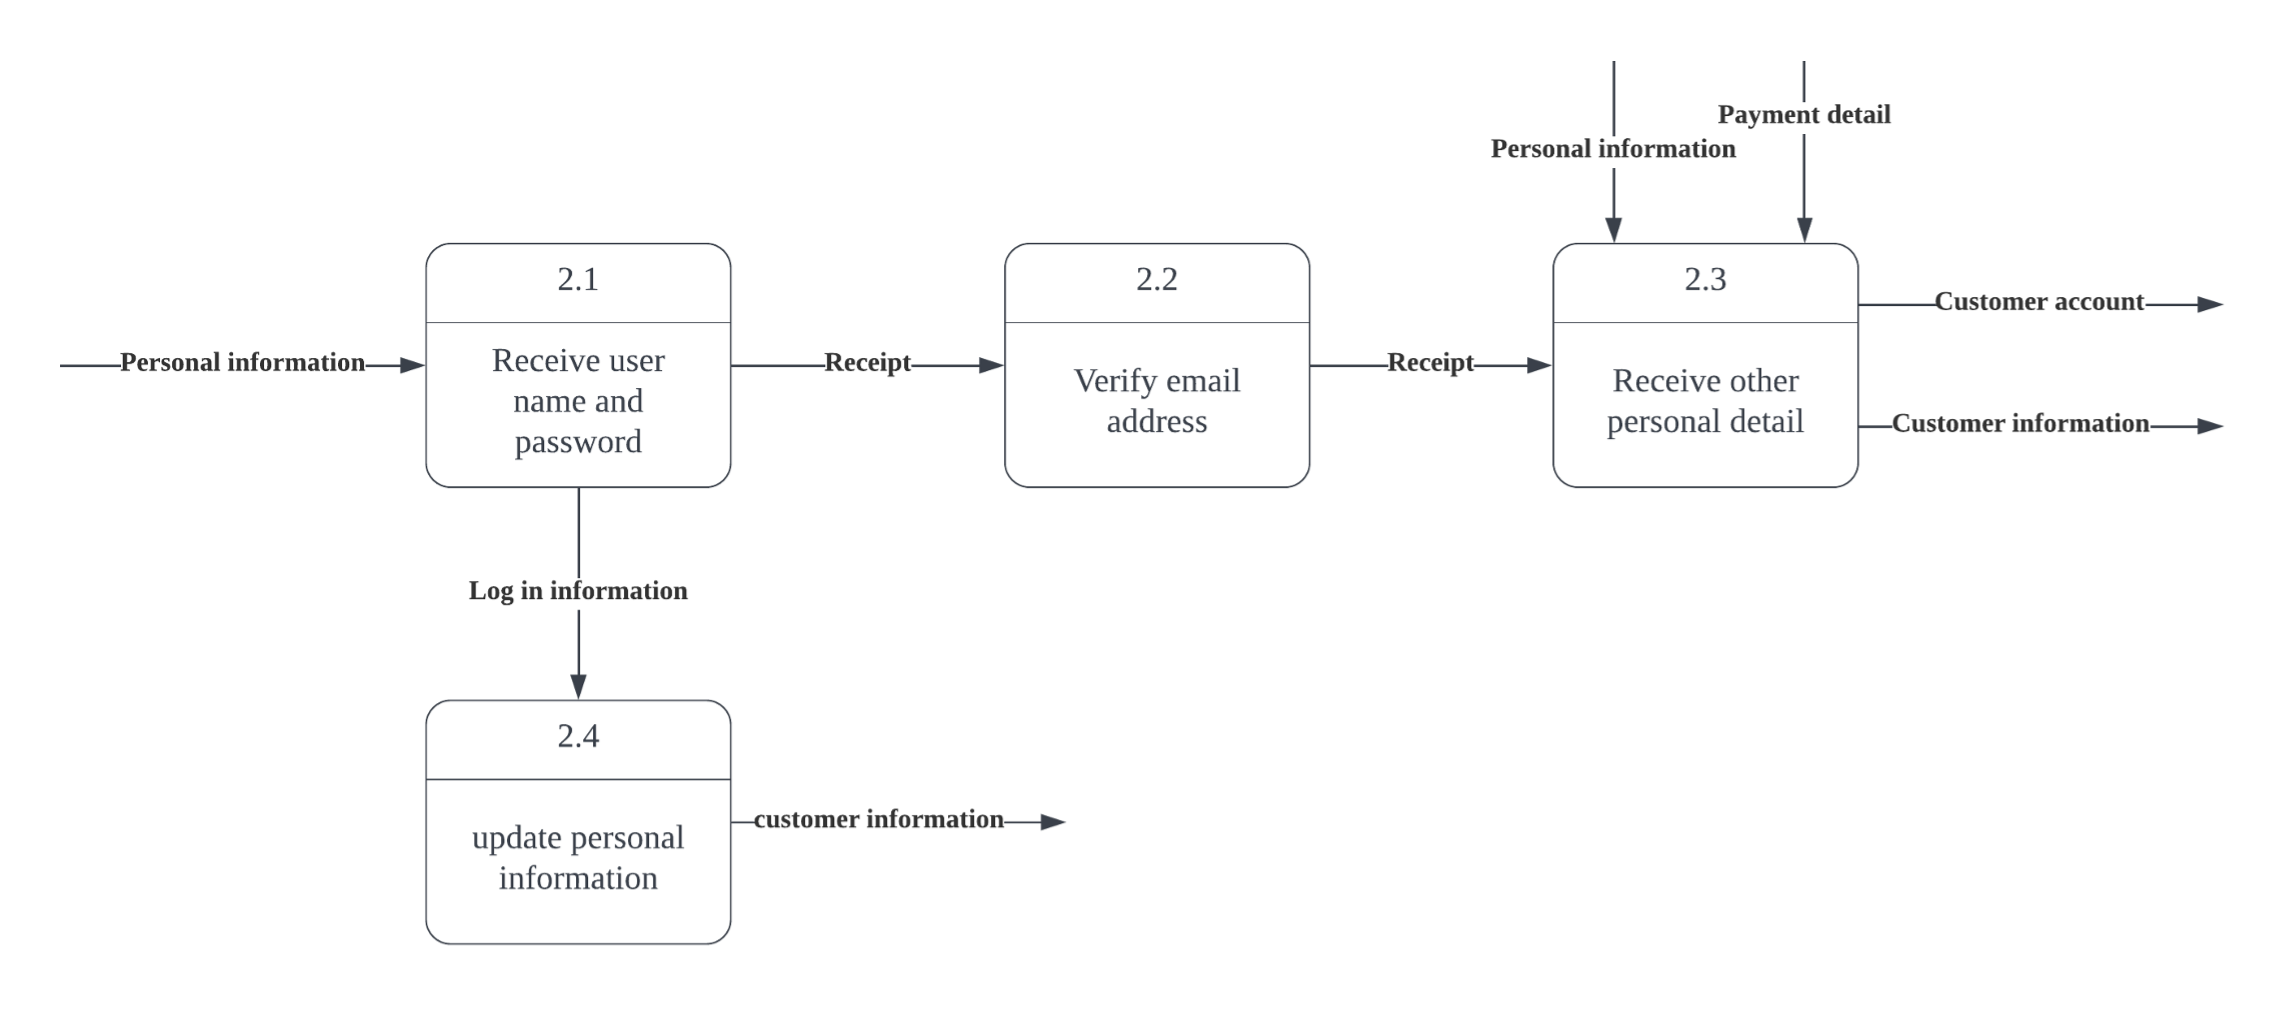 Payment detail
Personal information
2.1
2.2
2.3
Customer account
Personal information
Receive user
name and
password
Receipt
Verify email
address
Receipt
Receive other
personal detail
Customer information
Log in information
2.4
update personal
information
customer information